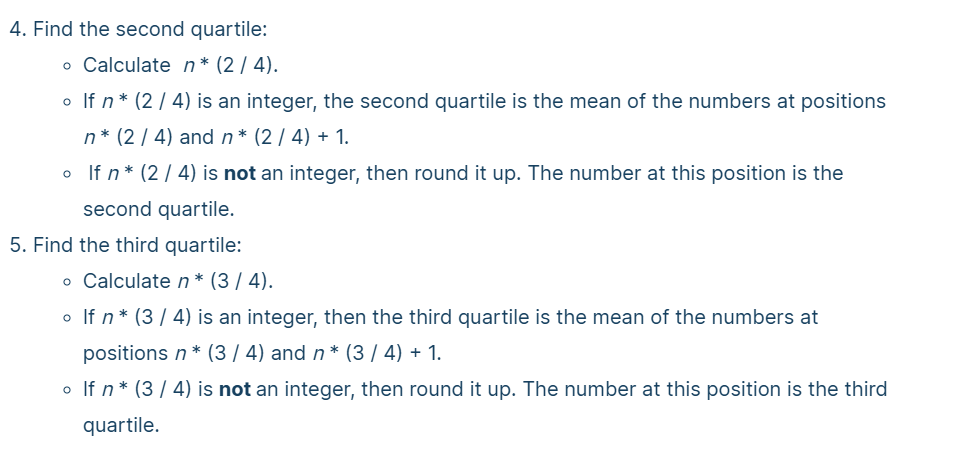 4. Find the second quartile:
◦ Calculate n * (2 / 4).
◦ If n * (2 / 4) is an integer, the second quartile is the mean of the numbers at positions
n * (2 / 4) and n * (2 / 4) + 1.
◦ If n * (2 / 4) is not an integer, then round it up. The number at this position is the
second quartile.
5. Find the third quartile:
◦ Calculate n * (3 / 4).
◦ If n * (3 / 4) is an integer, then the third quartile is the mean of the numbers at
positions n * (3 / 4) and n * (3 / 4) + 1.
◦ If n * (3 / 4) is not an integer, then round it up. The number at this position is the third
quartile.